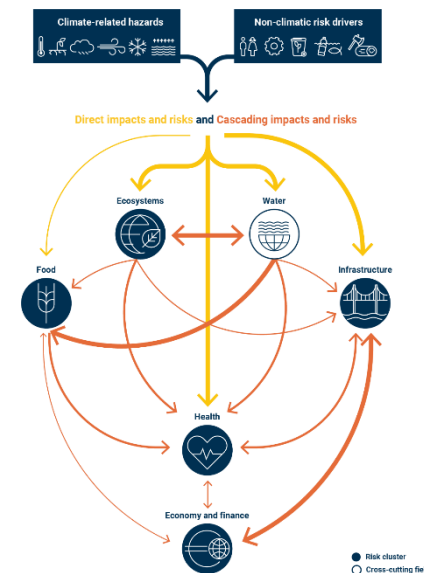 Climate-related hazards
Non-climatic risk drivers
Direct impacts and risks and Cascading impacts and risks
Ecosystems
Water
Food
Infrastructure
Health
Economy and finance
Risk cluster
Cross-cutting fie